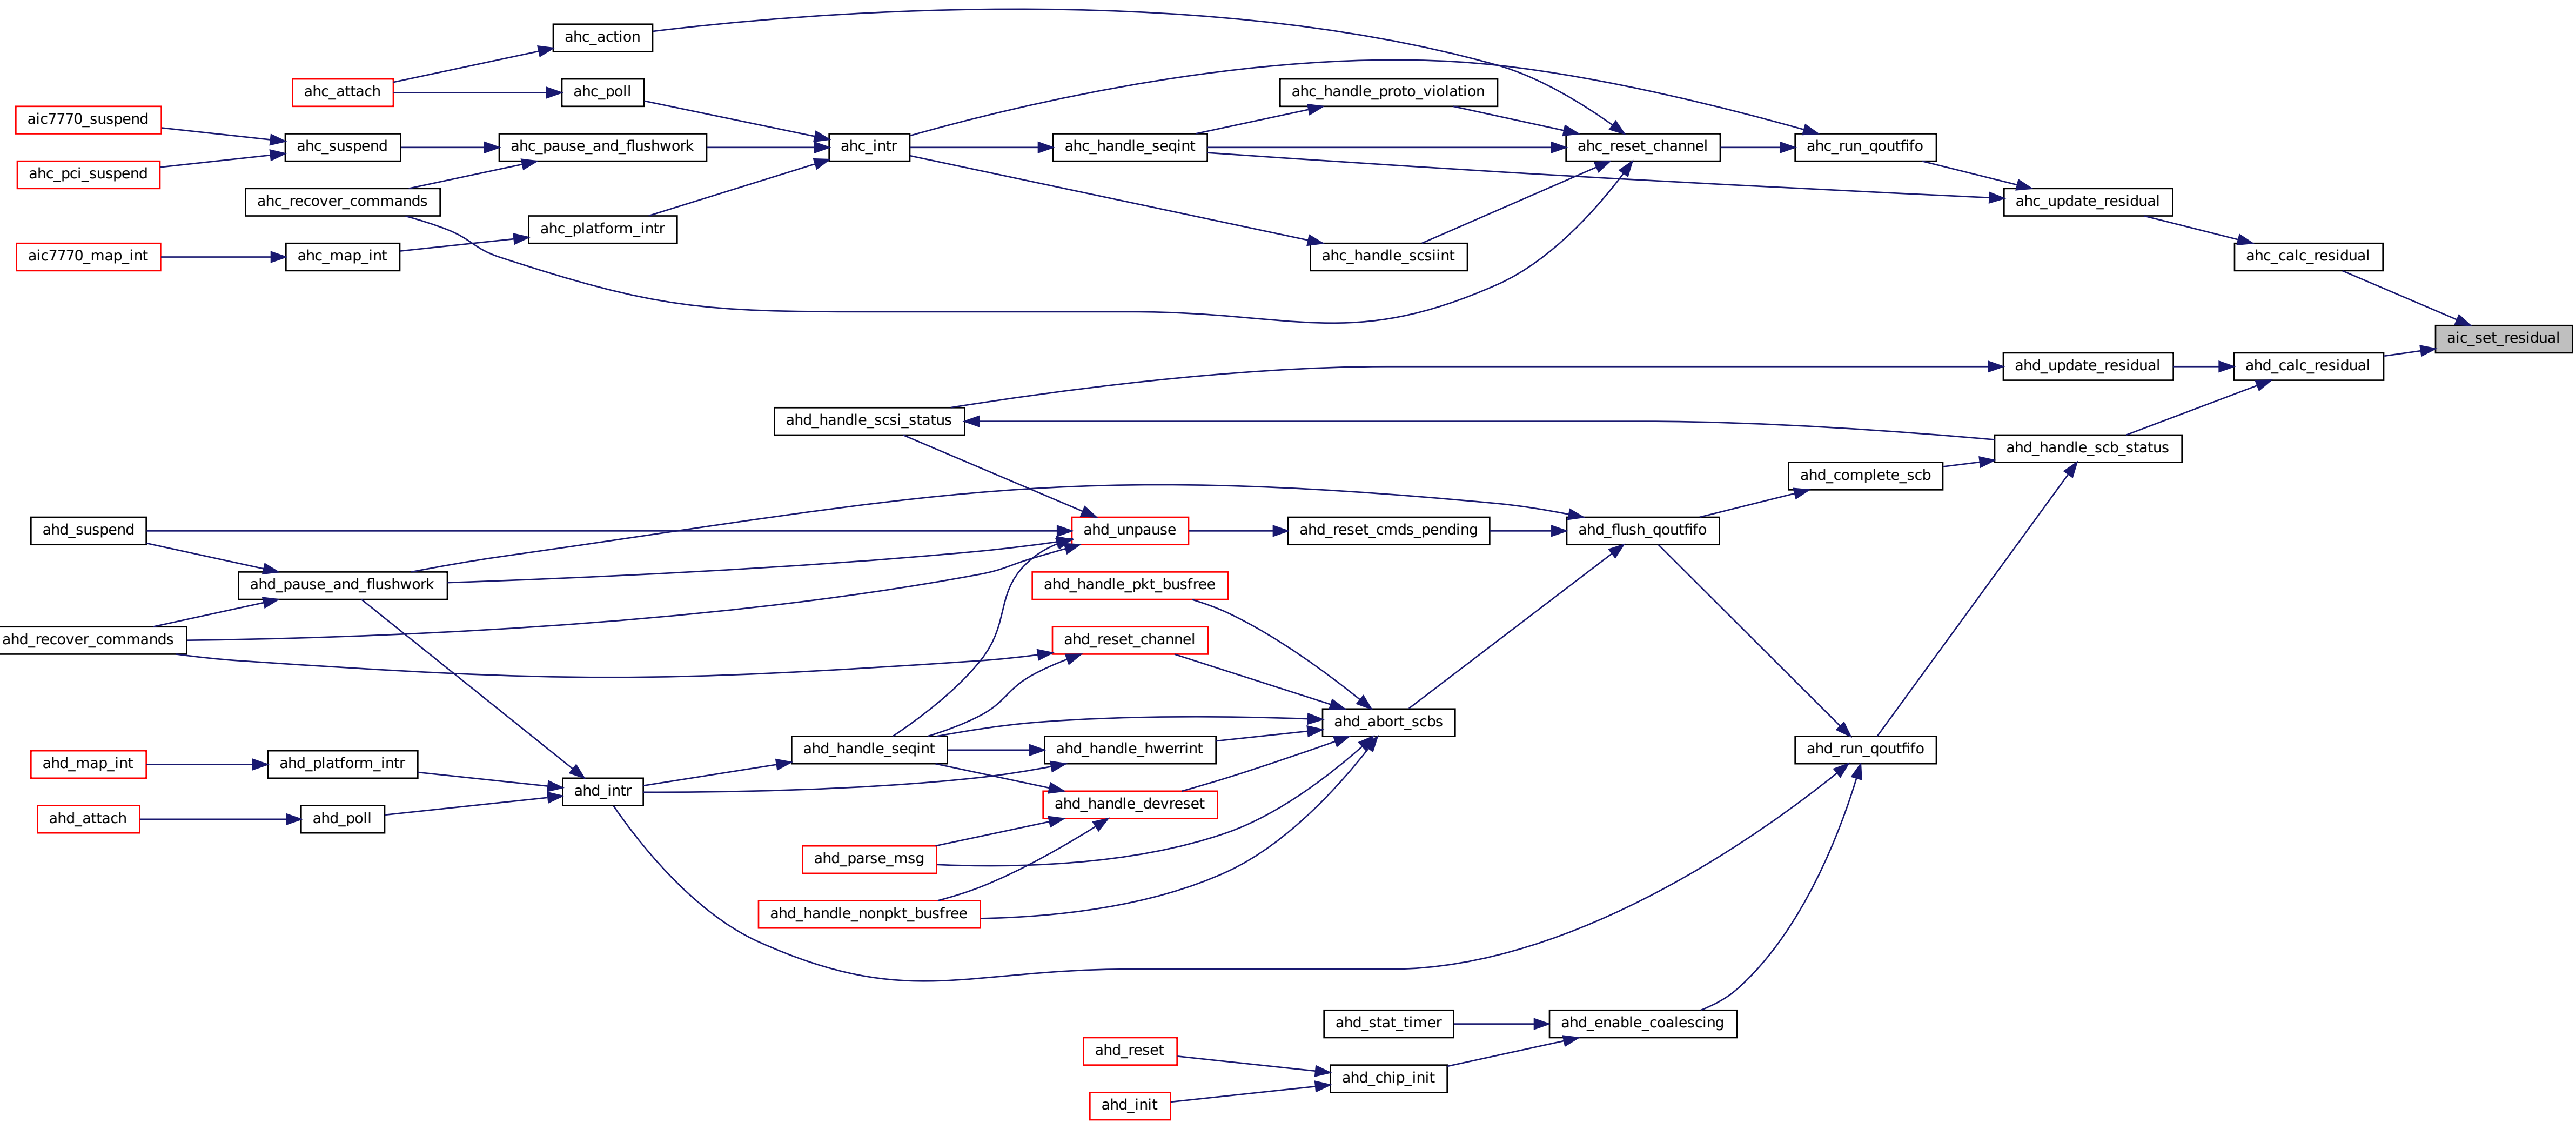 ahc_action
ahc_attach
ahc_poll
ahc_handle_proto_violation
aic7770_suspend
ahc_suspend
ahc_pause_and_flushwork
ahc_intr
ahc_handle_seqint
ahc_reset_channel
ahc_run_qoutfifo
ahc_pci_suspend
ahc_recover_commands
ahc_update_residual
ahc_platform_intr
aic7770_map_int
ahc_map_int
ahc_handle_scsiint
ahc_calc_residual
aic_set_residual
ahd_update_residual
ahd_calc_residual
ahd_handle_scsi_status
ahd_handle_scb_status
ahd_complete_scb
ahd_suspend
ahd_unpause
ahd_reset_cmds_pending
ahd_flush_qoutfifo
ahd_pause_and_flushwork
ahd_handle_pkt_busfree
ahd_recover_commands
ahd_reset_channel
ahd_abort_scbs
ahd_handle_seqint
ahd_handle_hwerrint
ahd_run_qoutfifo
ahd_map_int
ahd_platform_intr
ahd_intr
ahd_handle_devreset
ahd_attach
ahd_poll
ahd_parse_msg
ahd_handle_nonpkt_busfree
ahd_stat_timer
ahd_enable_coalescing
ahd_reset
ahd_chip_init
ahd_init